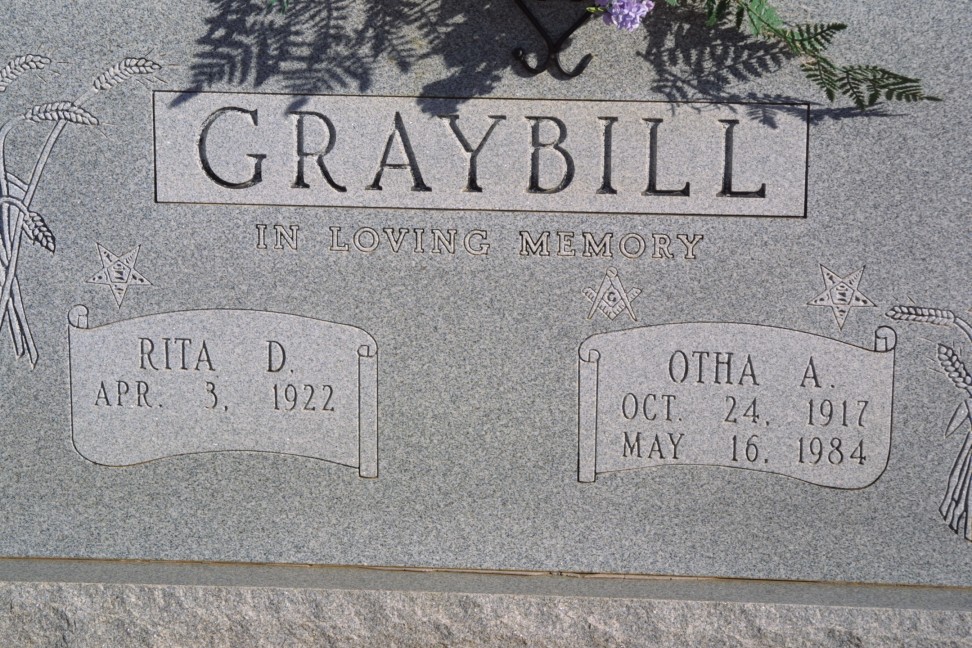 GRAYBILL
IN LOVING MEMORY
G
RITA D.
APR. 3, 1922
OTHA A.
OCT. 24, 1917
MAY 16, 1984